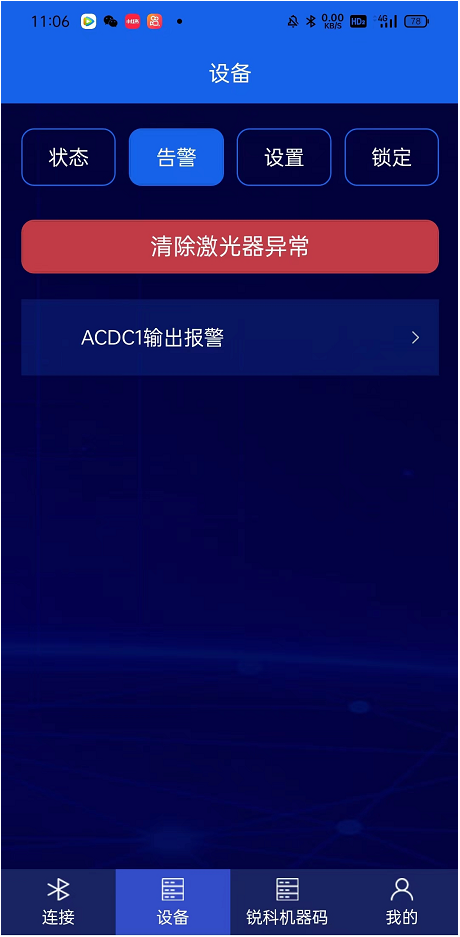 11:06
0.00
KB/S
HD2
4G
78
设备
状态
告警
设置
锁定
清除激光器异常
ACDC1输出报警
连接
设备
锐科机器码
我的